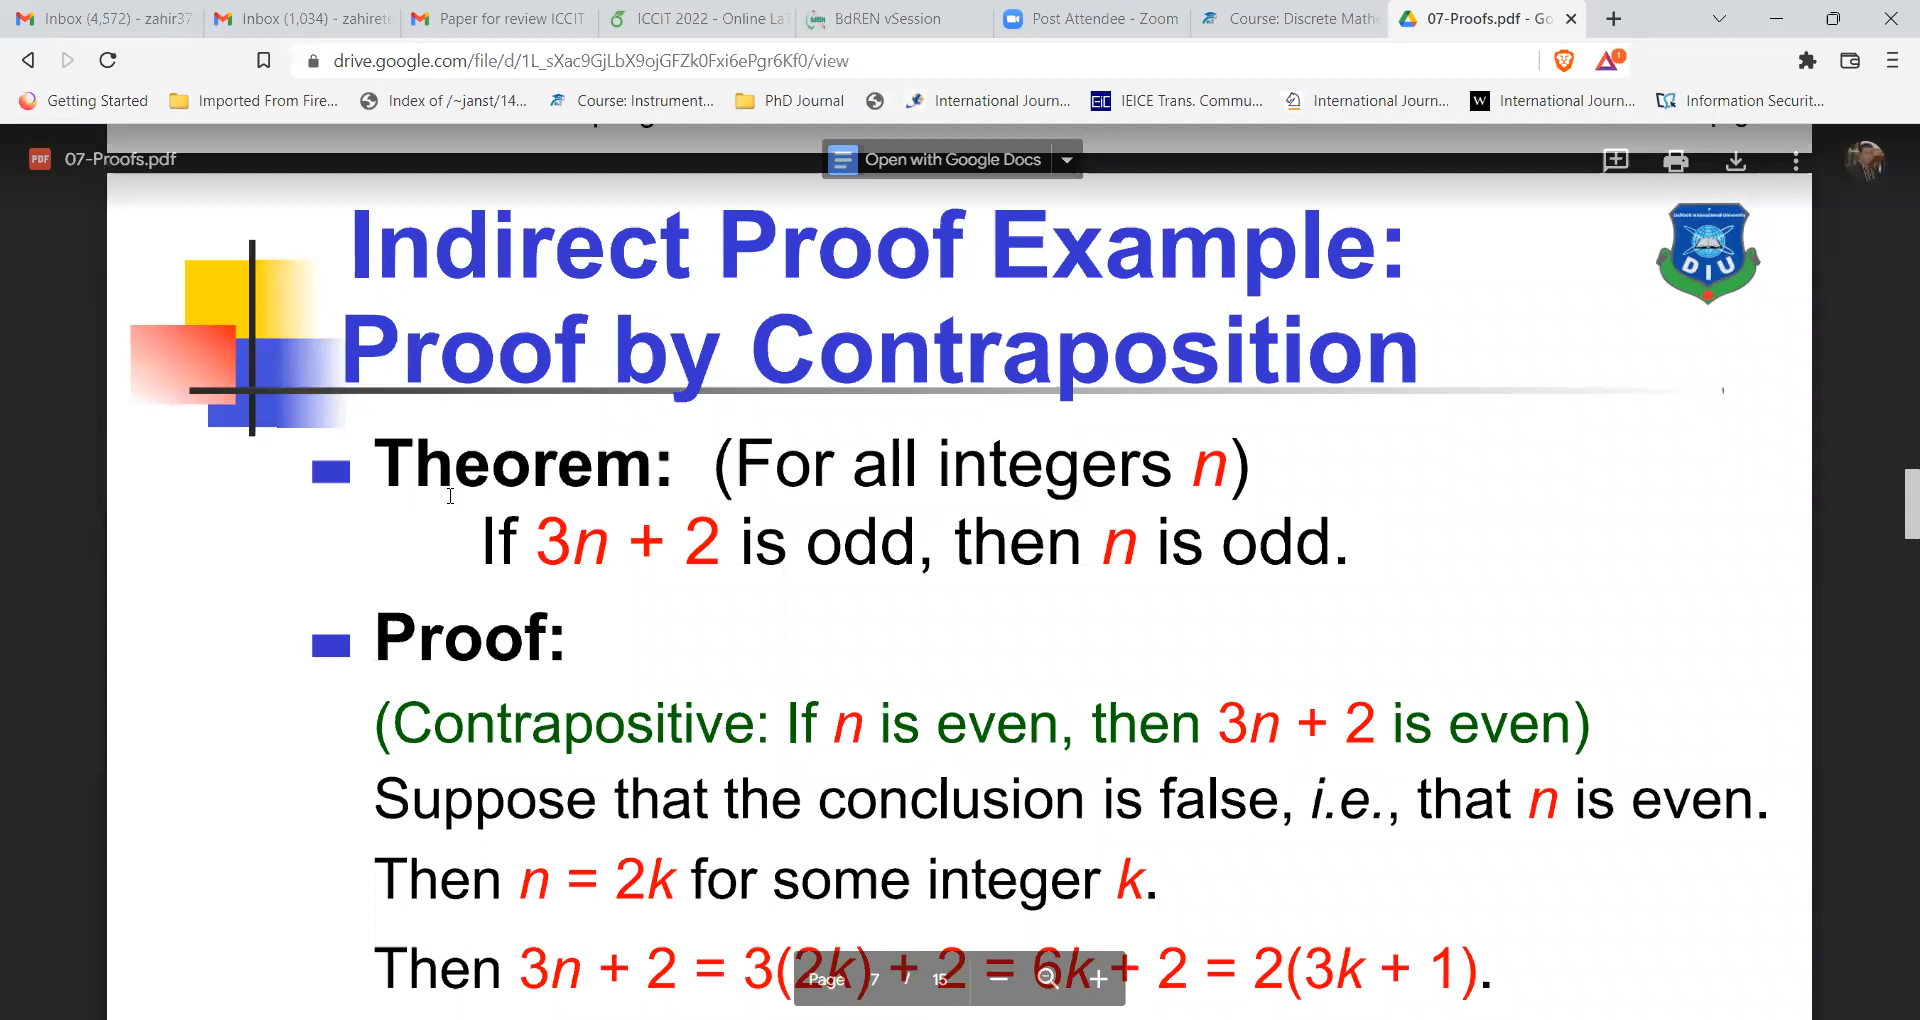 Inbox (4,572) - zahir37
Inbox (1,034) - zahirete
Paper for review ICCIT
ICCIT 2022 - Online La
BdREN vSession
Post Attendee - Zoom
Course: Discrete Mathe
07-Proofs.pdf - Go
drive.google.com/file/d/1L_sXac9GjLbX9ojGFZk0Fxi6ePgr6Kf0/view
1
Getting Started
Imported From Fire...
Index of /~janst/14...
Course: Instrument...
PhD Journal
International Journ...
EIC
IEICE Trans. Commu...
International Journ...
W
International Journ...
Information Securit...
PDF
07-Proofs.pdf
Open with Google Docs
Indirect Proof Example:
Proof by Contraposition
DIU
Theorem: (For all integers n)
If 3n + 2 is odd, then n is odd.
Proof:
(Contrapositive: If n is even, then 3n + 2 is even)
Suppose that the conclusion is false, i.e., that n is even.
Then n = 2k for some integer k.
Then 3n + 2 = 3(2k) + 2 = 6k + 2 = 2(3k + 1).
Page 7 / 15